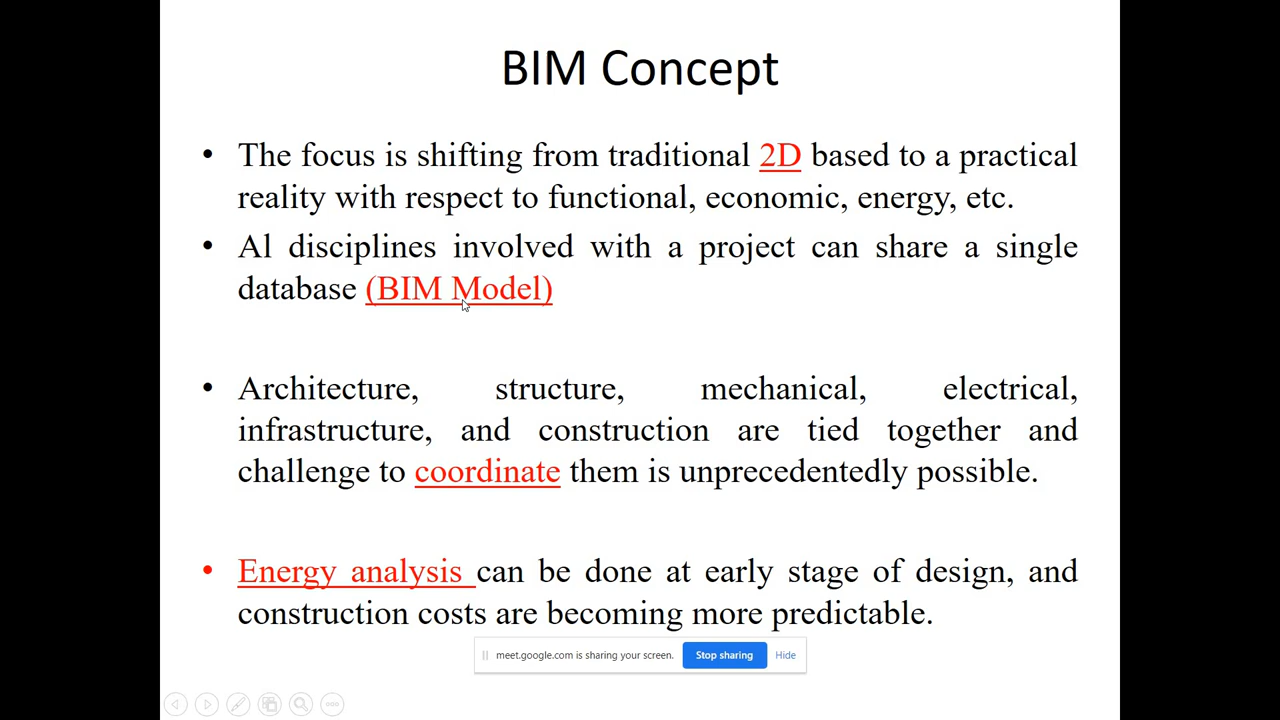 BIM Concept
• The focus is shifting from traditional 2D based to a practical
reality with respect to functional, economic, energy, etc.
• Al disciplines involved with a project can share a single
database (BIM Model)
• Architecture, structure, mechanical, electrical,
infrastructure, and construction are tied together and
challenge to coordinate them is unprecedentedly possible.
• Energy analysis can be done at early stage of design, and
construction costs are becoming more predictable.
meet.google.com is sharing your screen. Stop sharing Hide